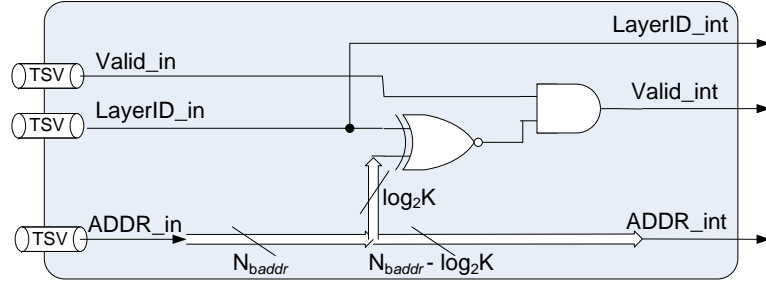 LayerID_int
TSV
Valid_in
TSV
LayerID_in
Valid_int
log2K
TSV
ADDR_in
ADDR_int
Nbaddr
Nbaddr - log2K